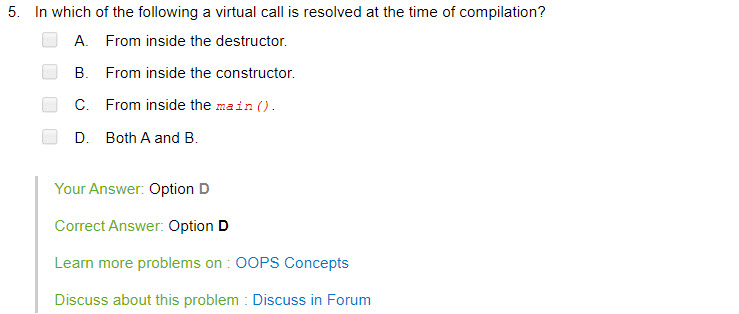 5. In which of the following a virtual call is resolved at the time of compilation?
A. From inside the destructor.
B. From inside the constructor.
C. From inside the main().
D. Both A and B.
Your Answer: Option D
Correct Answer: Option D
Learn more problems on : OOPS Concepts
Discuss about this problem : Discuss in Forum